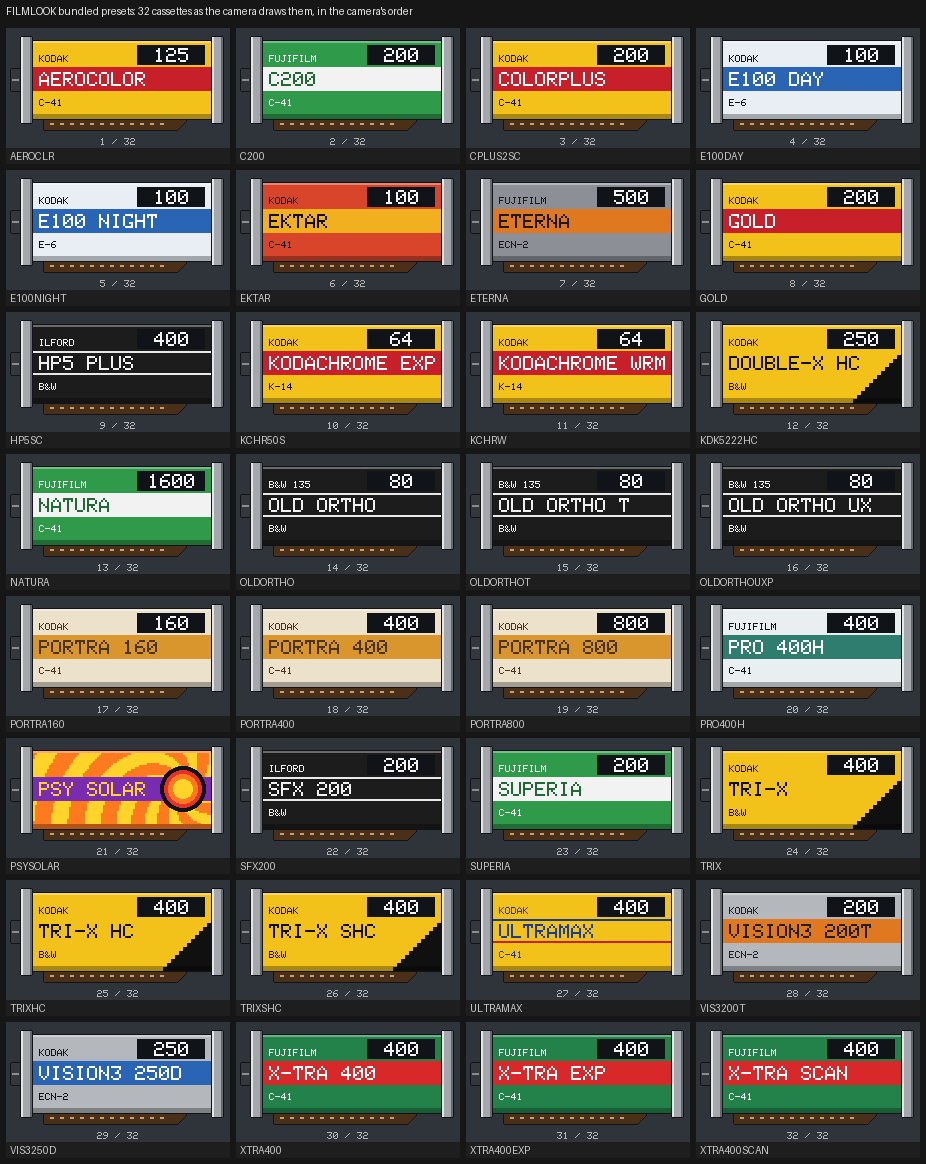 FILMLOOK bundled presets: 32 cassettes as the camera draws them, in the camera's order
KODAK 125
AEROCOLOR
C-41
1 / 32
AEROCLR
FUJIFILM 200
C200
C-41
2 / 32
C200
KODAK 200
COLORPLUS
C-41
3 / 32
CPLUS2SC
KODAK 100
E100 DAY
E-6
4 / 32
E100DAY
KODAK 100
E100 NIGHT
E-6
5 / 32
E100NIGHT
KODAK 100
EKTAR
C-41
6 / 32
EKTAR
FUJIFILM 500
ETERNA
ECN-2
7 / 32
ETERNA
KODAK 200
GOLD
C-41
8 / 32
GOLD
ILFORD 400
HP5 PLUS
B&W
9 / 32
HP5SC
KODAK 64
KODACHROME EXP
K-14
10 / 32
KCHR50S
KODAK 64
KODACHROME WRM
K-14
11 / 32
KCHRW
KODAK 250
DOUBLE-X HC
B&W
12 / 32
KDK5222HC
FUJIFILM 1600
NATURA
C-41
13 / 32
NATURA
B&W 135 80
OLD ORTHO
B&W
14 / 32
OLDORTHO
B&W 135 80
OLD ORTHO T
B&W
15 / 32
OLDORTHOT
B&W 135 80
OLD ORTHO UX
B&W
16 / 32
OLDORTHOUXP
KODAK 160
PORTRA 160
C-41
17 / 32
PORTRA160
KODAK 400
PORTRA 400
C-41
18 / 32
PORTRA400
KODAK 800
PORTRA 800
C-41
19 / 32
PORTRA800
FUJIFILM 400
PRO 400H
C-41
20 / 32
PRO400H
PSY SOLAR
21 / 32
PSYSOLAR
ILFORD 200
SFX 200
B&W
22 / 32
SFX200
FUJIFILM 200
SUPERIA
C-41
23 / 32
SUPERIA
KODAK 400
TRI-X
B&W
24 / 32
TRIX
KODAK 400
TRI-X HC
B&W
25 / 32
TRIXHC
KODAK 400
TRI-X SHC
B&W
26 / 32
TRIXSHC
KODAK 400
ULTRAMAX
C-41
27 / 32
ULTRAMAX
KODAK 200
VISION3 200T
ECN-2
28 / 32
VIS3200T
KODAK 250
VISION3 250D
ECN-2
29 / 32
VIS3250D
FUJIFILM 400
X-TRA 400
C-41
30 / 32
XTRA400
FUJIFILM 400
X-TRA EXP
C-41
31 / 32
XTRA400EXP
FUJIFILM 400
X-TRA SCAN
C-41
32 / 32
XTRA400SCAN